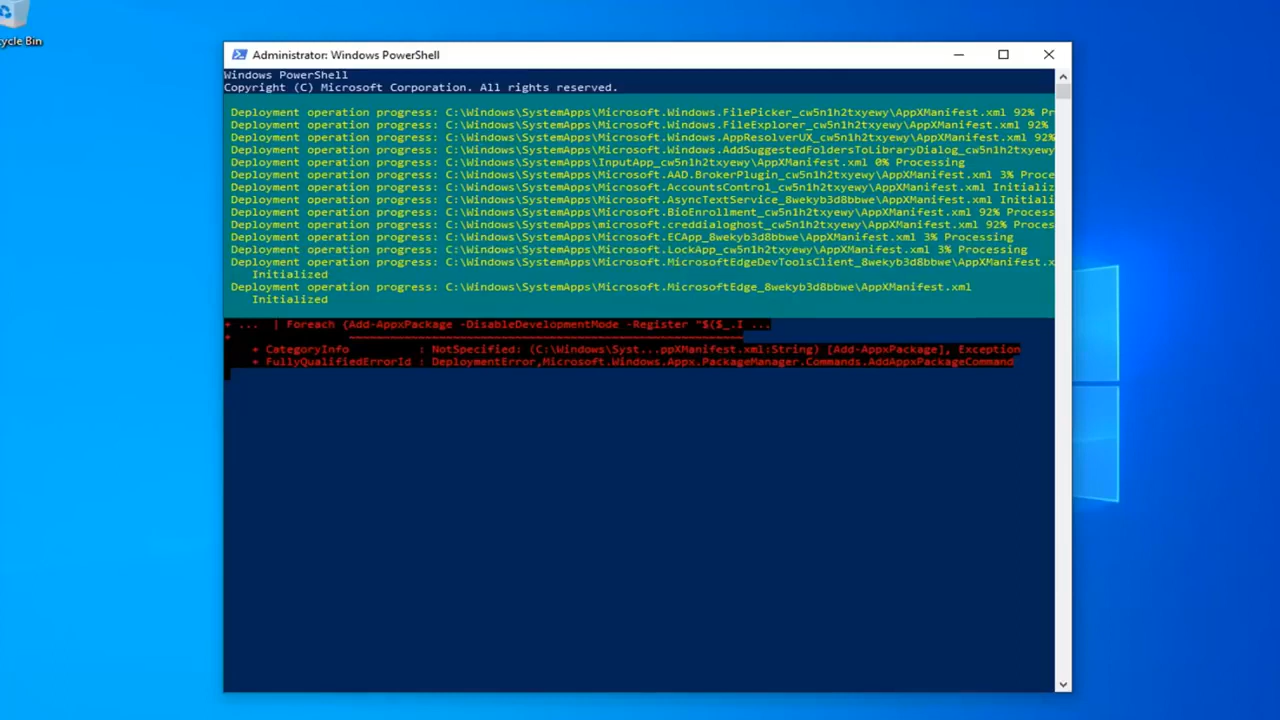 cycle Bin
Administrator: Windows PowerShell
Windows PowerShell
Copyright (C) Microsoft Corporation. All rights reserved.
Deployment operation progress: C:\Windows\SystemApps\Microsoft.Windows.FilePicker_cw5n1h2txyewy\AppXManifest.xml 92% Pr
Deployment operation progress: C:\Windows\SystemApps\Microsoft.Windows.FileExplorer_cw5n1h2txyewy\AppXManifest.xml 92%
Deployment operation progress: C:\Windows\SystemApps\Microsoft.Windows.AppResolverUX_cw5n1h2txyewy\AppXManifest.xml 92%
Deployment operation progress: C:\Windows\SystemApps\Microsoft.Windows.AddSuggestedFoldersToLibraryDialog_cw5n1h2txyewy
Deployment operation progress: C:\Windows\SystemApps\InputApp_cw5n1h2txyewy\AppXManifest.xml 0% Processing
Deployment operation progress: C:\Windows\SystemApps\Microsoft.AAD.BrokerPlugin_cw5n1h2txyewy\AppXManifest.xml 3% Proce
Deployment operation progress: C:\Windows\SystemApps\Microsoft.AccountsControl_cw5n1h2txyewy\AppXManifest.xml Initializ
Deployment operation progress: C:\Windows\SystemApps\Microsoft.AsyncTextService_8wekyb3d8bbwe\AppXManifest.xml Initiali
Deployment operation progress: C:\Windows\SystemApps\Microsoft.BioEnrollment_cw5n1h2txyewy\AppXManifest.xml 92% Process
Deployment operation progress: C:\Windows\SystemApps\Microsoft.creddialoghost_cw5n1h2txyewy\AppXManifest.xml 92% Proces
Deployment operation progress: C:\Windows\SystemApps\Microsoft.ECApp_8wekyb3d8bbwe\AppXManifest.xml 3% Processing
Deployment operation progress: C:\Windows\SystemApps\Microsoft.LockApp_cw5n1h2txyewy\AppXManifest.xml 3% Processing
Deployment operation progress: C:\Windows\SystemApps\Microsoft.MicrosoftEdgeDevToolsClient_8wekyb3d8bbwe\AppXManifest.x
Initialized
Deployment operation progress: C:\Windows\SystemApps\Microsoft.MicrosoftEdge_8wekyb3d8bbwe\AppXManifest.xml
Initialized
+ ... | Foreach {Add-AppxPackage -DisableDevelopmentMode -Register "$($_.I ...
+ ~~~~~~~~~~~~~~~~~~~~~~~~~~~~~~~~~~~~~~~~~~~~~~~~~~~~~~~~~
+ CategoryInfo : NotSpecified: (C:\Windows\Syst...ppXManifest.xml:String) [Add-AppxPackage], Exception
+ FullyQualifiedErrorId : DeploymentError,Microsoft.Windows.Appx.PackageManager.Commands.AddAppxPackageCommand